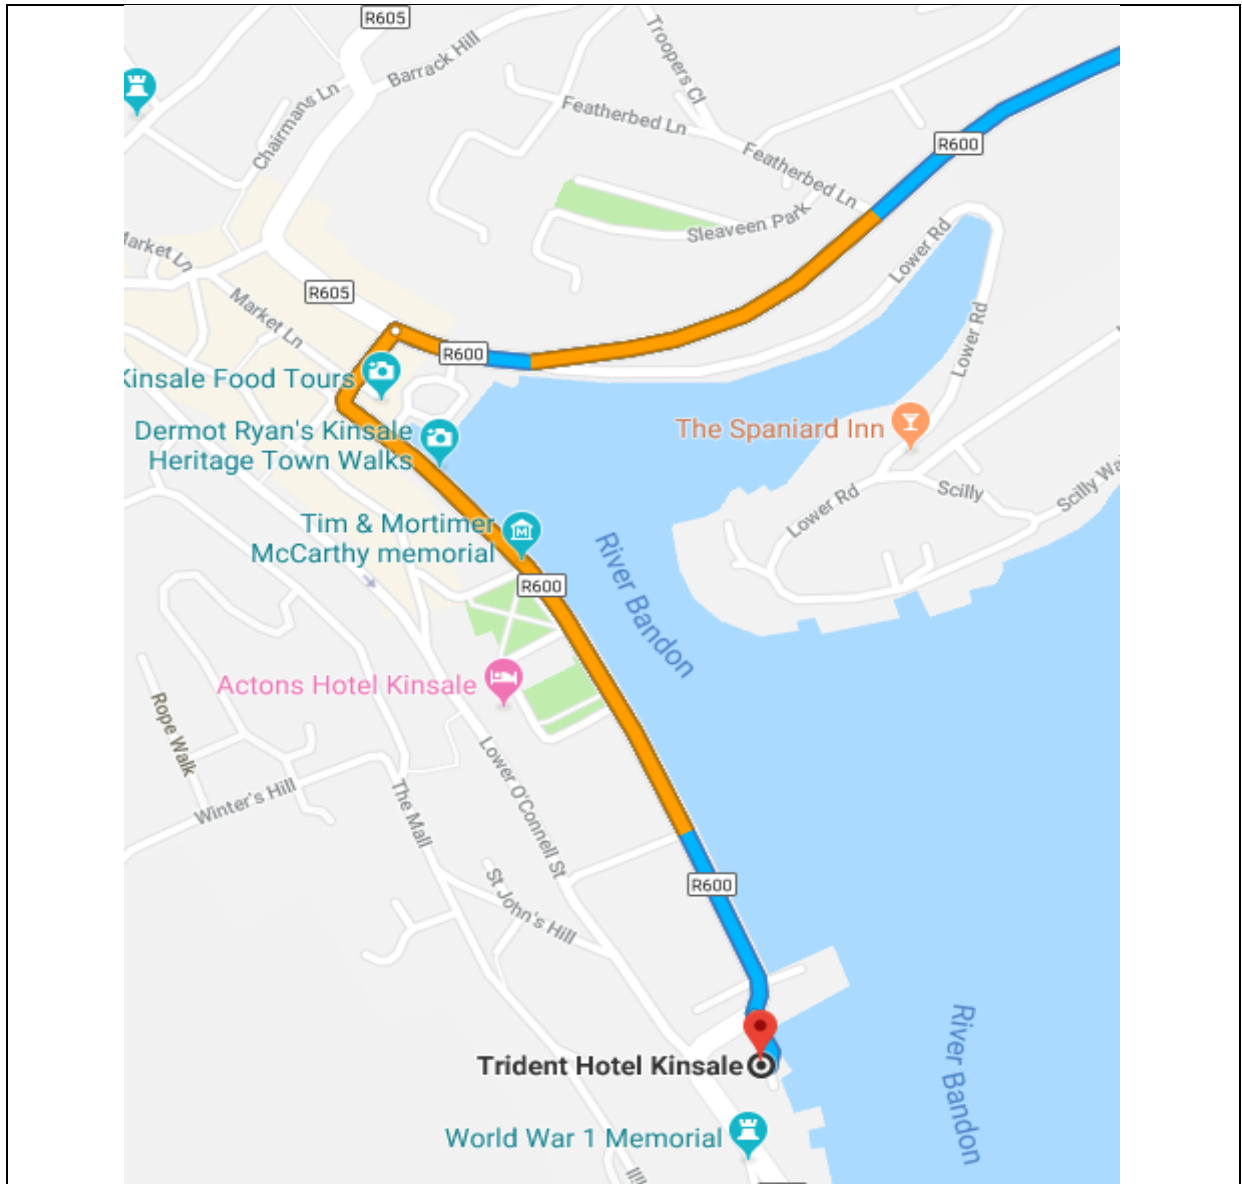 R605
Barrack Hill
Troopers Cl
Chairmans Ln
Featherbed Ln
R600
Featherbed Ln
Sleaveen Park
Lower Rd
Market Ln
R605
Market Ln
Lower Rd
R600
Kinsale Food Tours
Dermot Ryan's Kinsale
Heritage Town Walks
The Spaniard Inn
Lower Rd
Scilly
Scilly Wa
Tim & Mortimer
McCarthy memorial
R600
River Bandon
Actons Hotel Kinsale
Rope Walk
Winter's Hill
The Mall
Lower O'Connell St
R600
St John's Hill
River Bandon
Trident Hotel Kinsale
World War 1 Memorial